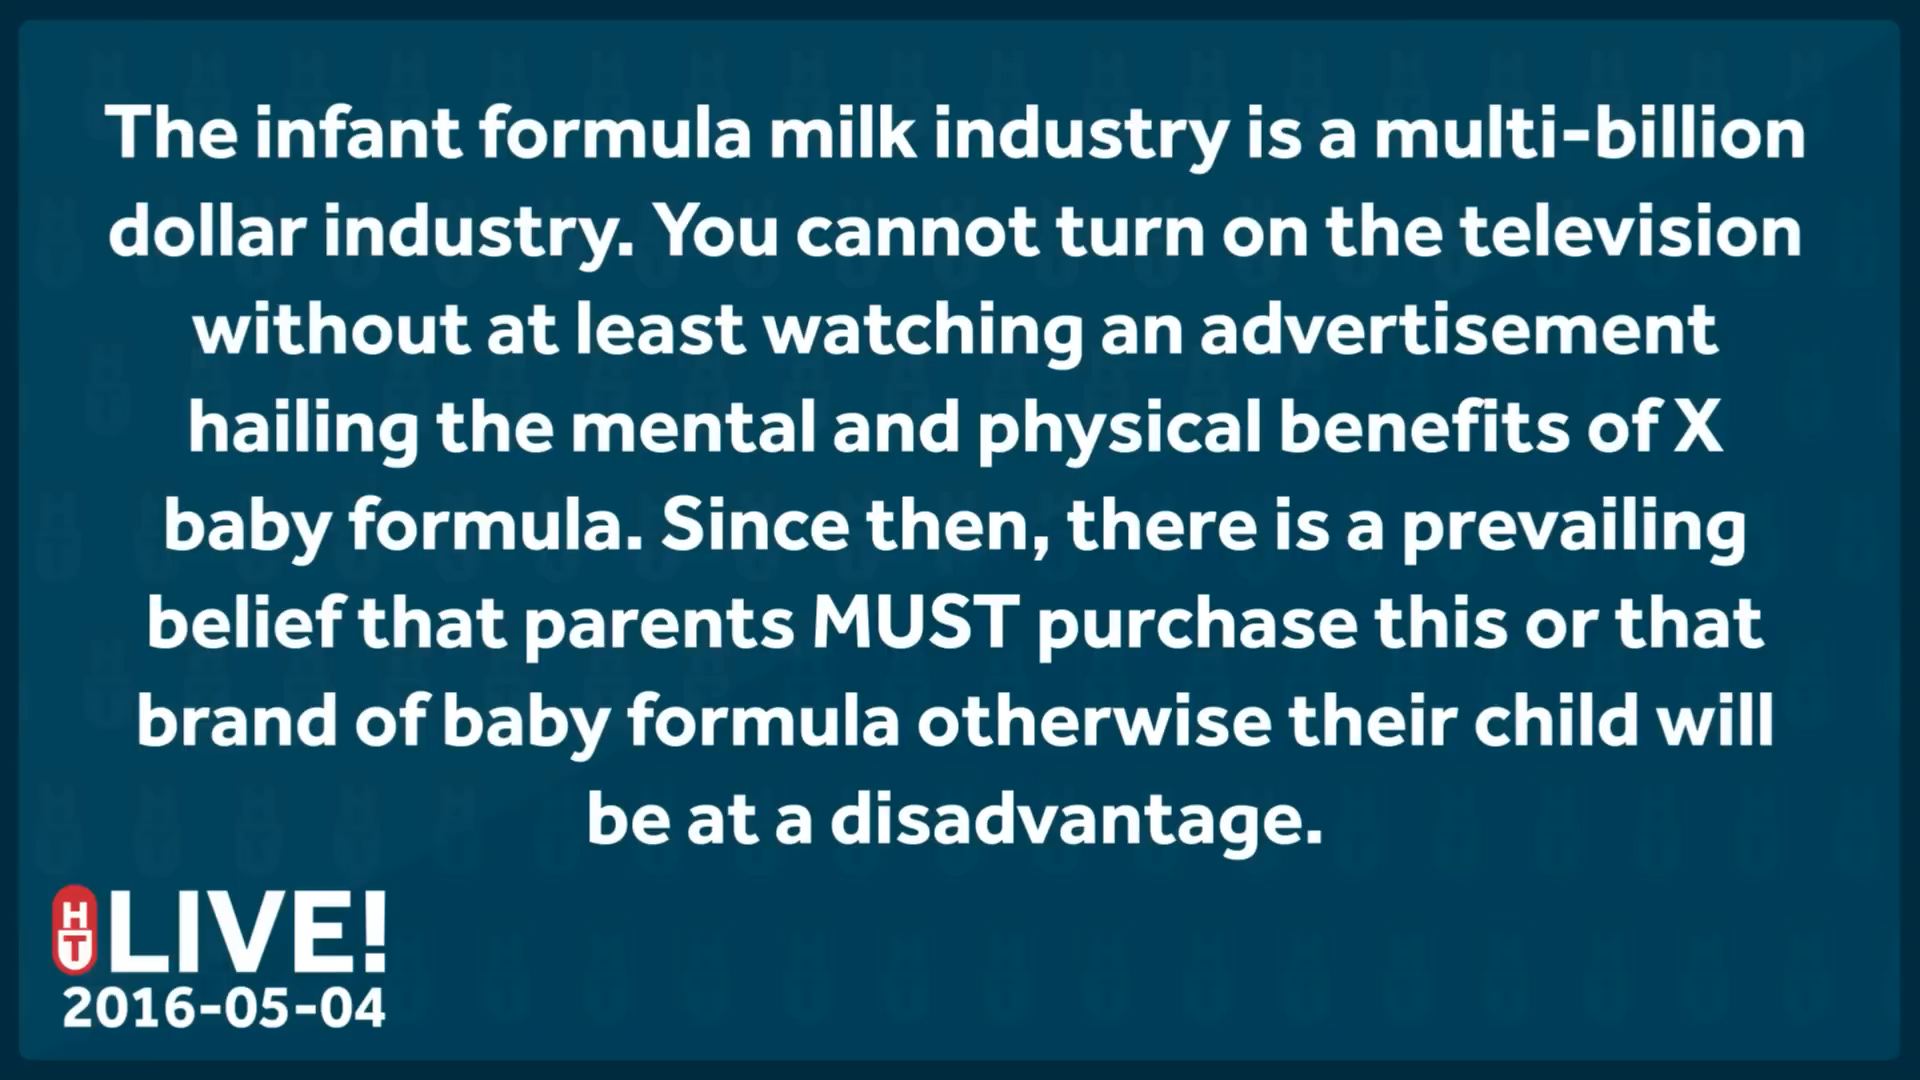 The infant formula milk industry is a multi-billion
dollar industry. You cannot turn on the television
without at least watching an advertisement
hailing the mental and physical benefits of X
baby formula. Since then, there is a prevailing
belief that parents MUST purchase this or that
brand of baby formula otherwise their child will
be at a disadvantage.
HT LIVE!
2016-05-04